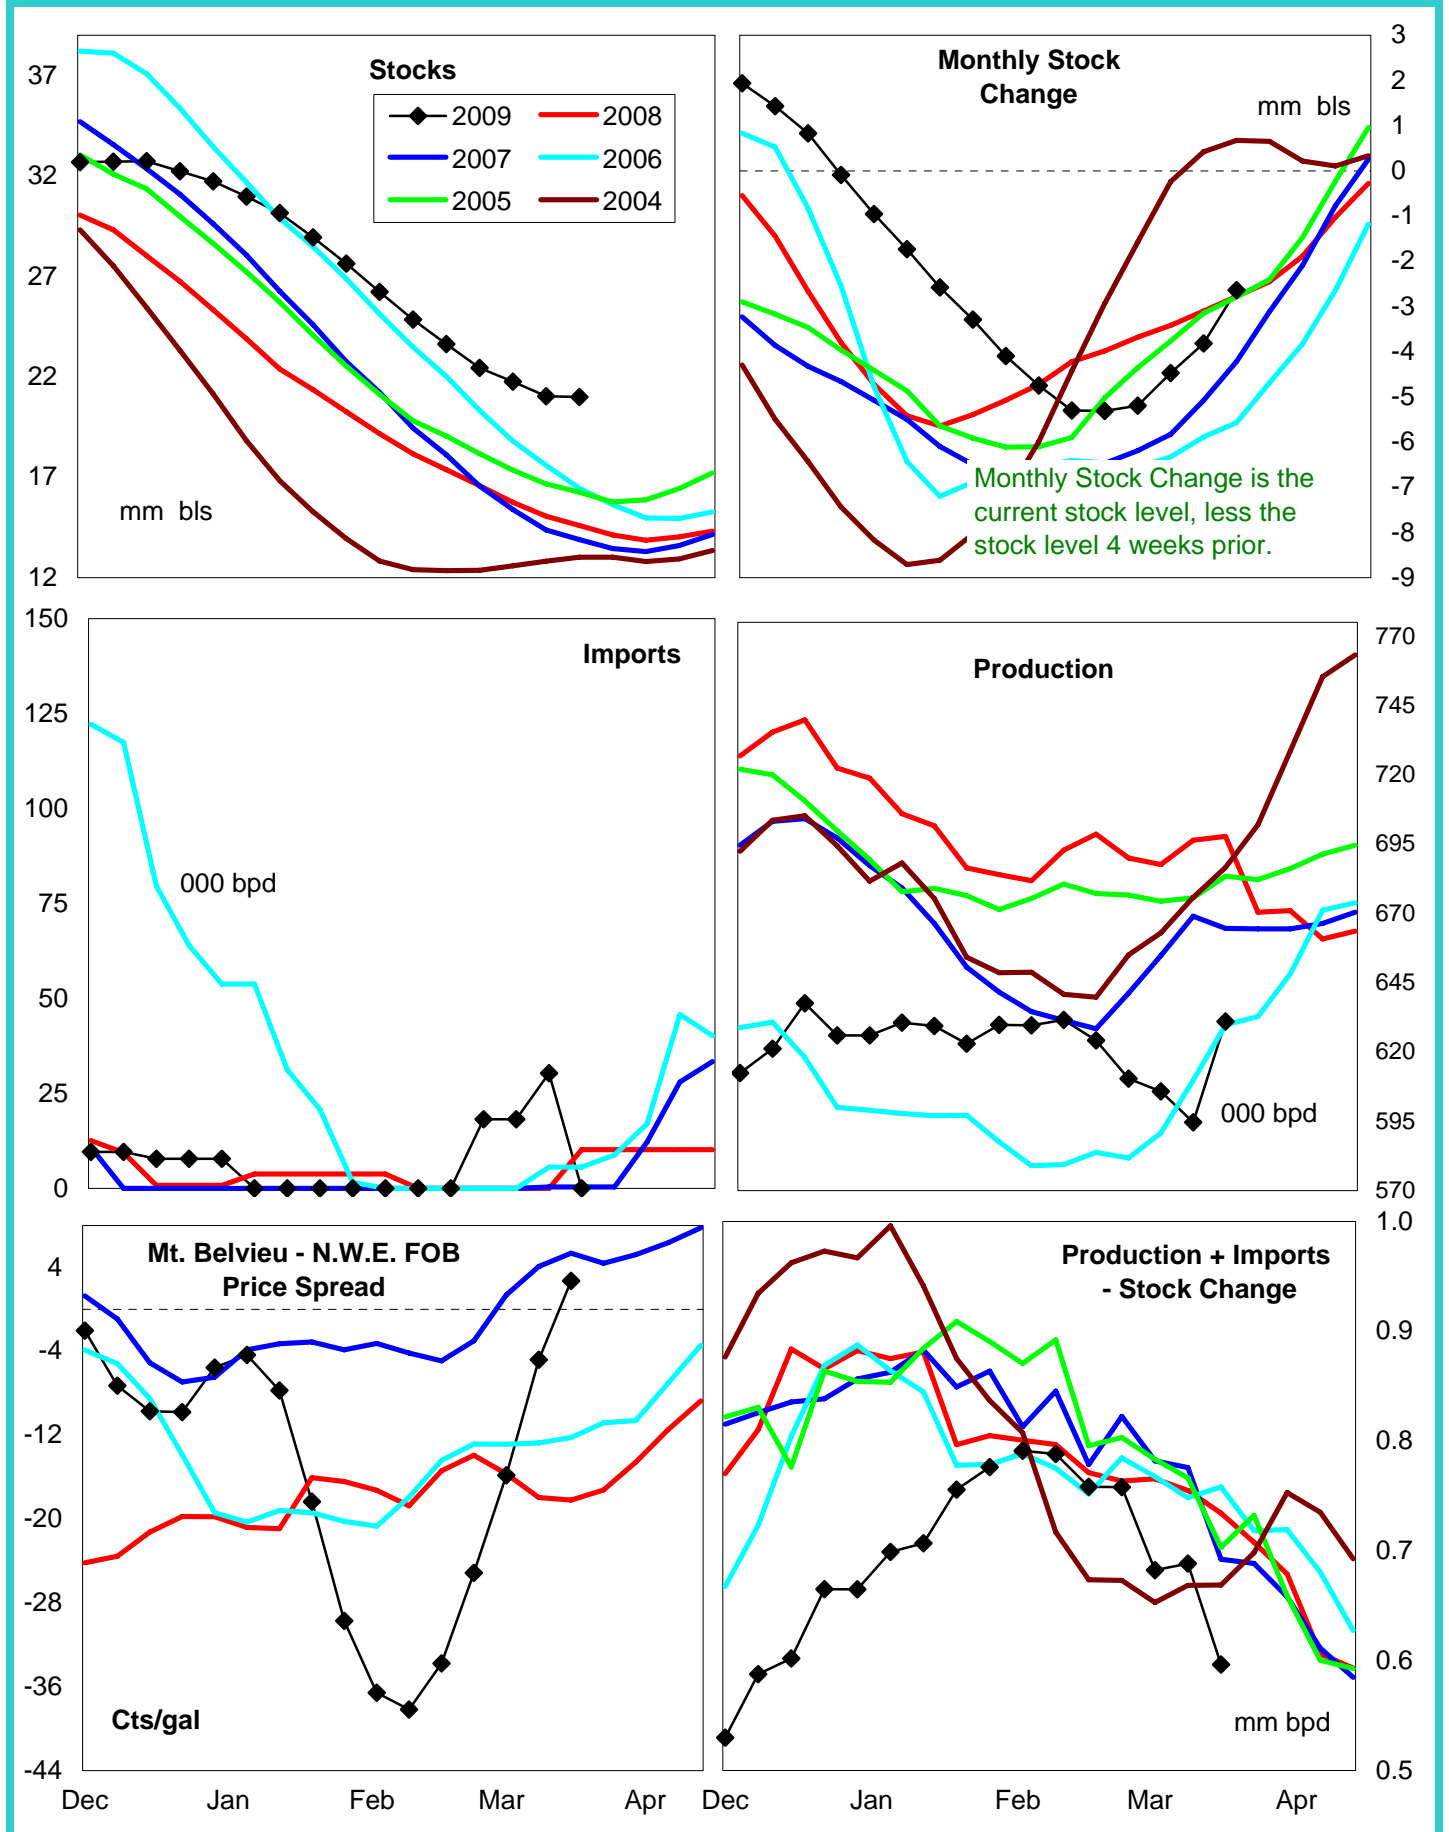 Stocks
2009
2008
2007
2006
2005
2004
mm bls
37
32
27
22
17
12
Monthly Stock
Change
mm bls
Monthly Stock Change is the
current stock level, less the
stock level 4 weeks prior.
3
2
1
0
-1
-2
-3
-4
-5
-6
-7
-8
-9
Imports
000 bpd
150
125
100
75
50
25
0
Production
000 bpd
770
745
720
695
670
645
620
595
570
Mt. Belvieu - N.W.E. FOB
Price Spread
Cts/gal
4
-4
-12
-20
-28
-36
-44
Dec Jan Feb Mar Apr
Production + Imports
- Stock Change
mm bpd
1.0
0.9
0.8
0.7
0.6
0.5
Dec Jan Feb Mar Apr